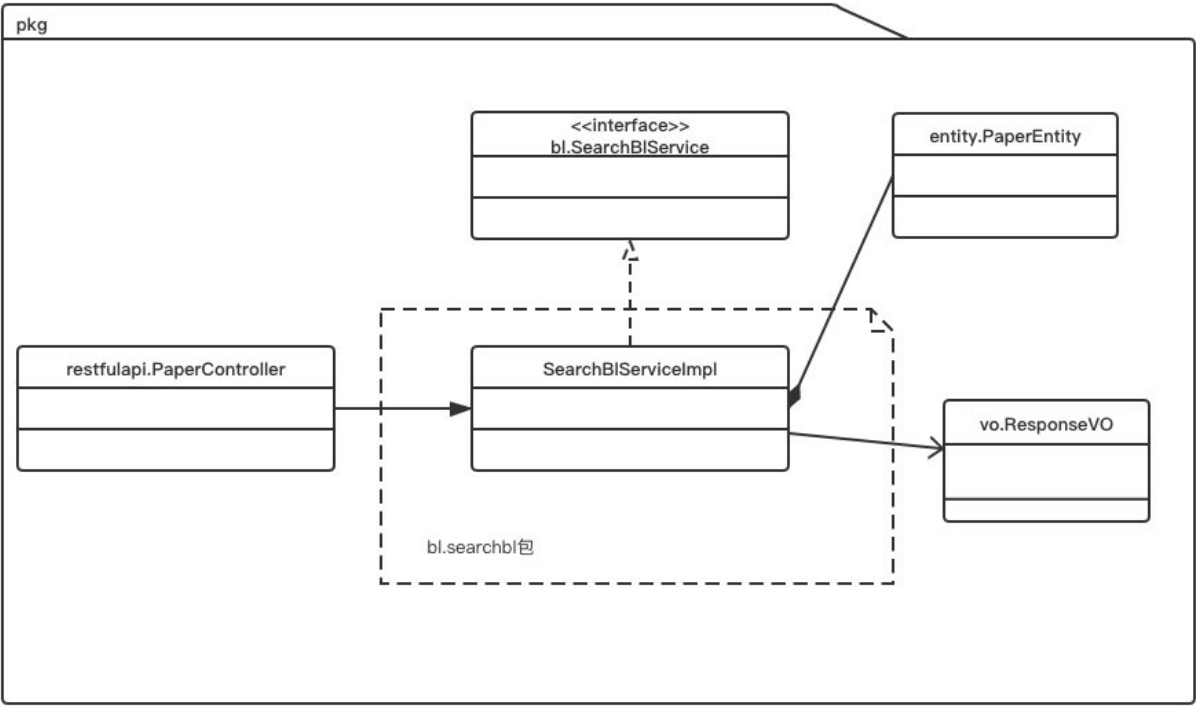 pkg
<<interface>>
bl.SearchBlService
entity.PaperEntity
restfulapi.PaperController
SearchBlServiceImpl
vo.ResponseVO
bl.searchbl包